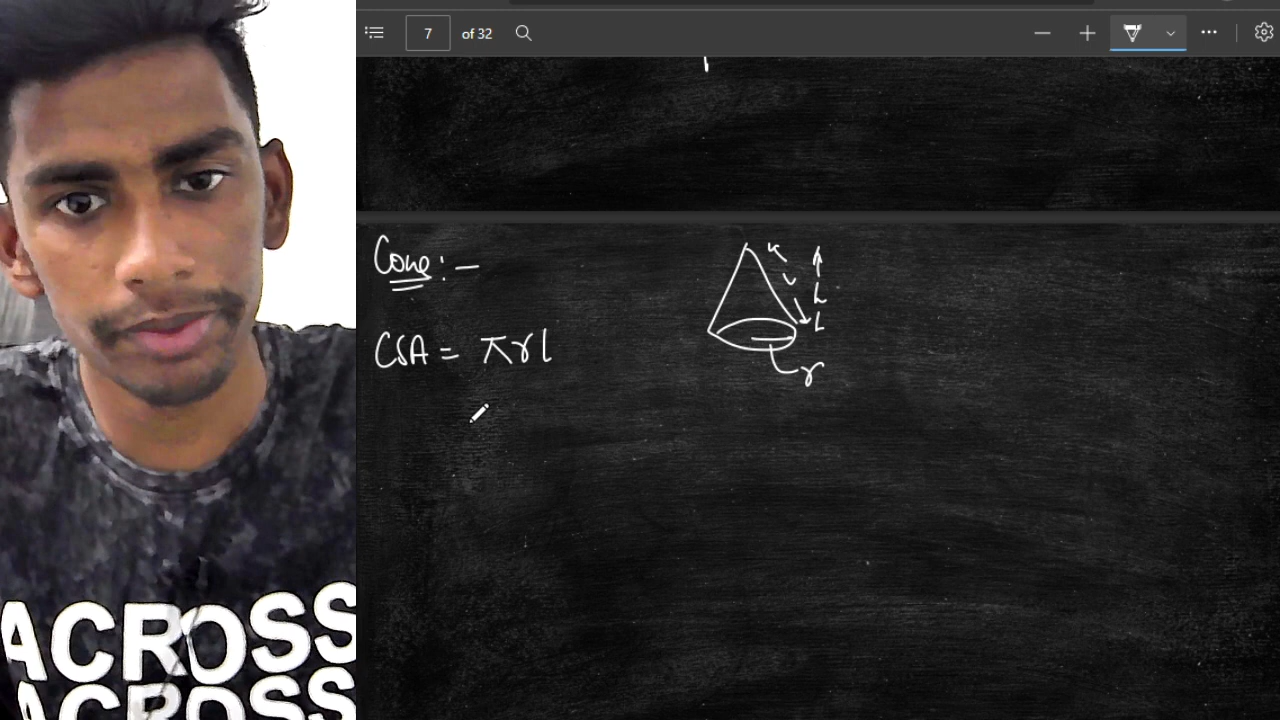 7 of 32
Cone:-
CSA = πrl
r
ACROSS
ACROSS